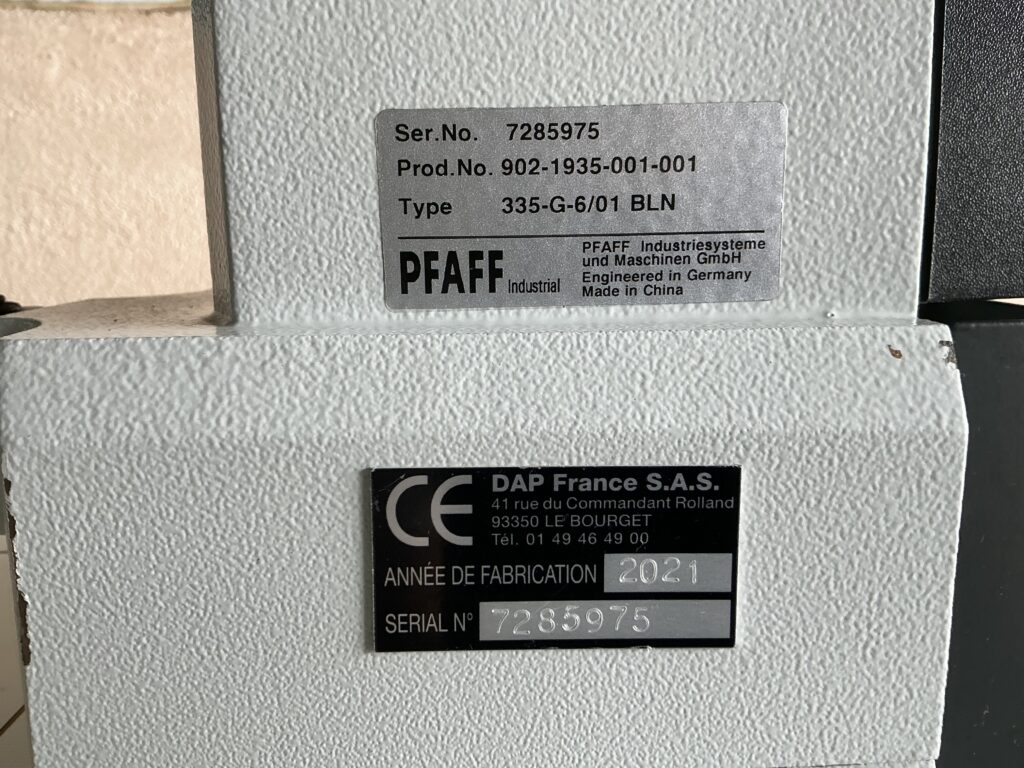 Ser.No. 7285975
Prod.No. 902-1935-001-001
Type 335-G-6/01 BLN
PFAFF Industrial
PFAFF Industriesysteme
und Maschinen GmbH
Engineered in Germany
Made in China
CE
DAP France S.A.S.
41 rue du Commandant Rolland
93350 LE BOURGET
Tél. 01 49 46 49 00
ANNÉE DE FABRICATION 2021
SERIAL N° 7285975